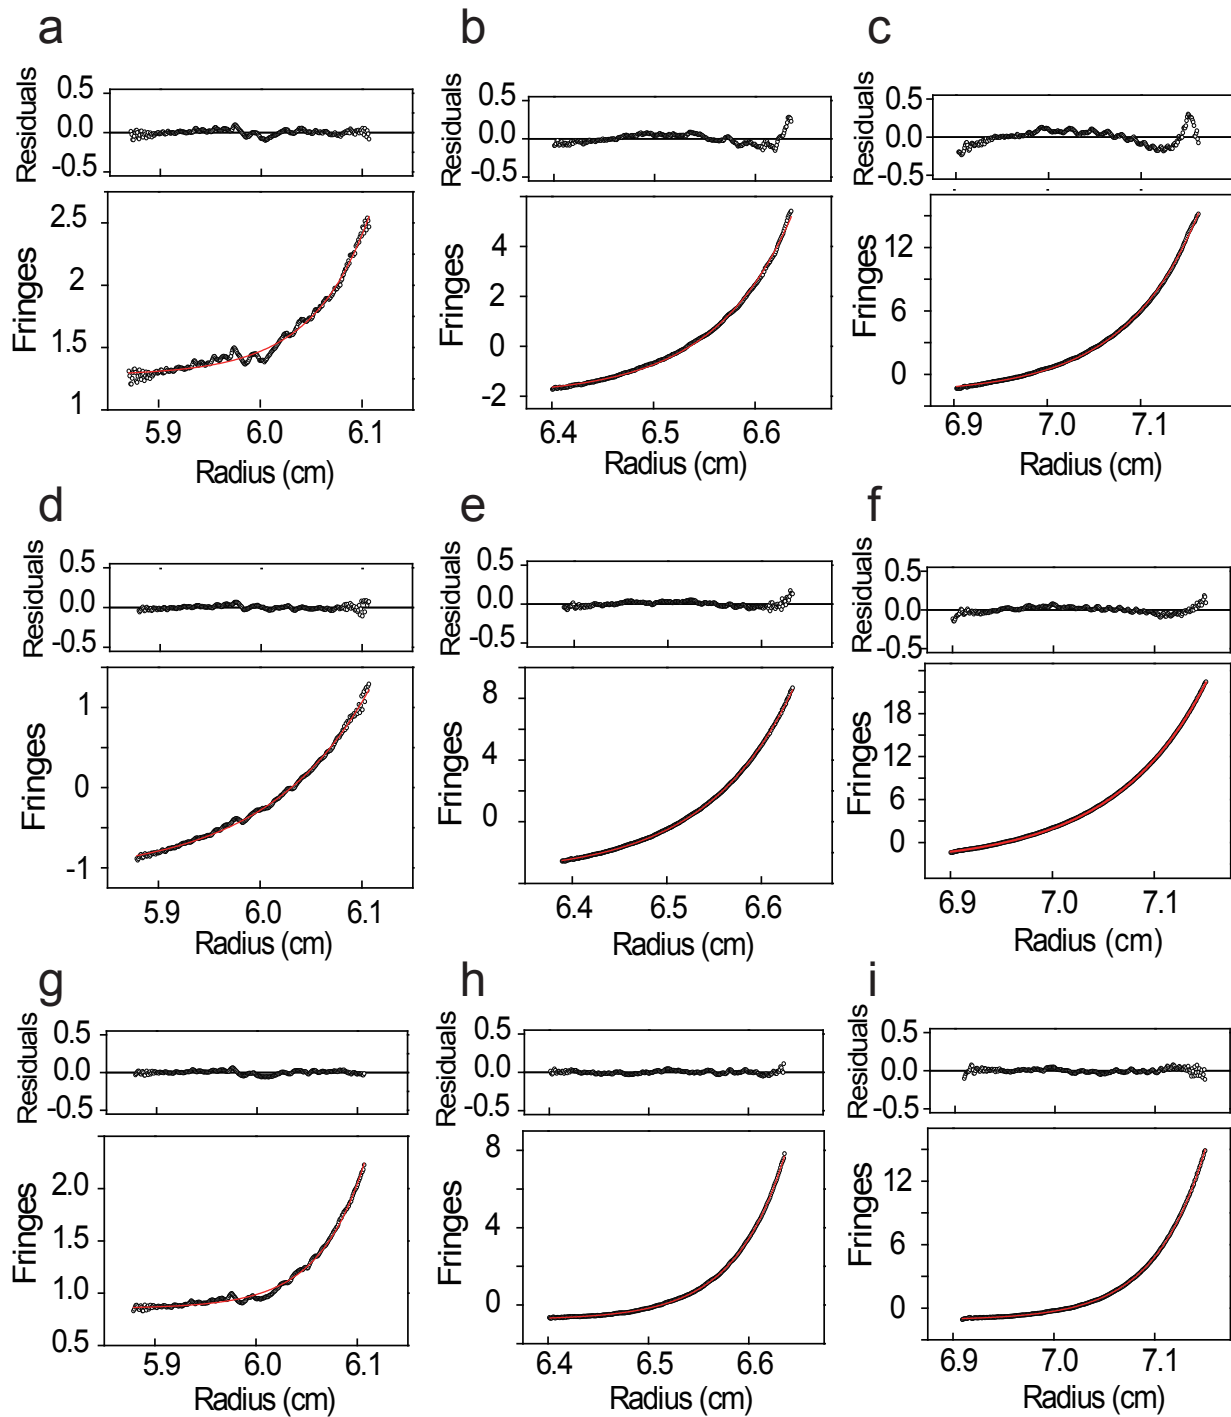 a
b
c
Residuals
0.5
0.0
-0.5
Residuals
0.5
0.0
-0.5
Residuals
0.5
0.0
-0.5
Fringes
2.5
2
1.5
1
Fringes
4
2
0
-2
Fringes
12
6
0
5.9 6.0 6.1
6.4 6.5 6.6
6.9 7.0 7.1
Radius (cm)
Radius (cm)
Radius (cm)
d
e
f
Residuals
0.5
0.0
-0.5
Residuals
0.5
0.0
-0.5
Residuals
0.5
0.0
-0.5
Fringes
1
0
-1
Fringes
8
4
0
Fringes
18
12
6
0
5.9 6.0 6.1
6.4 6.5 6.6
6.9 7.0 7.1
Radius (cm)
Radius (cm)
Radius (cm)
g
h
i
Residuals
0.5
0.0
-0.5
Residuals
0.5
0.0
-0.5
Residuals
0.5
0.0
-0.5
Fringes
2.0
1.5
1.0
0.5
Fringes
8
4
0
Fringes
12
6
0
5.9 6.0 6.1
6.4 6.5 6.6
6.9 7.0 7.1
Radius (cm)
Radius (cm)
Radius (cm)